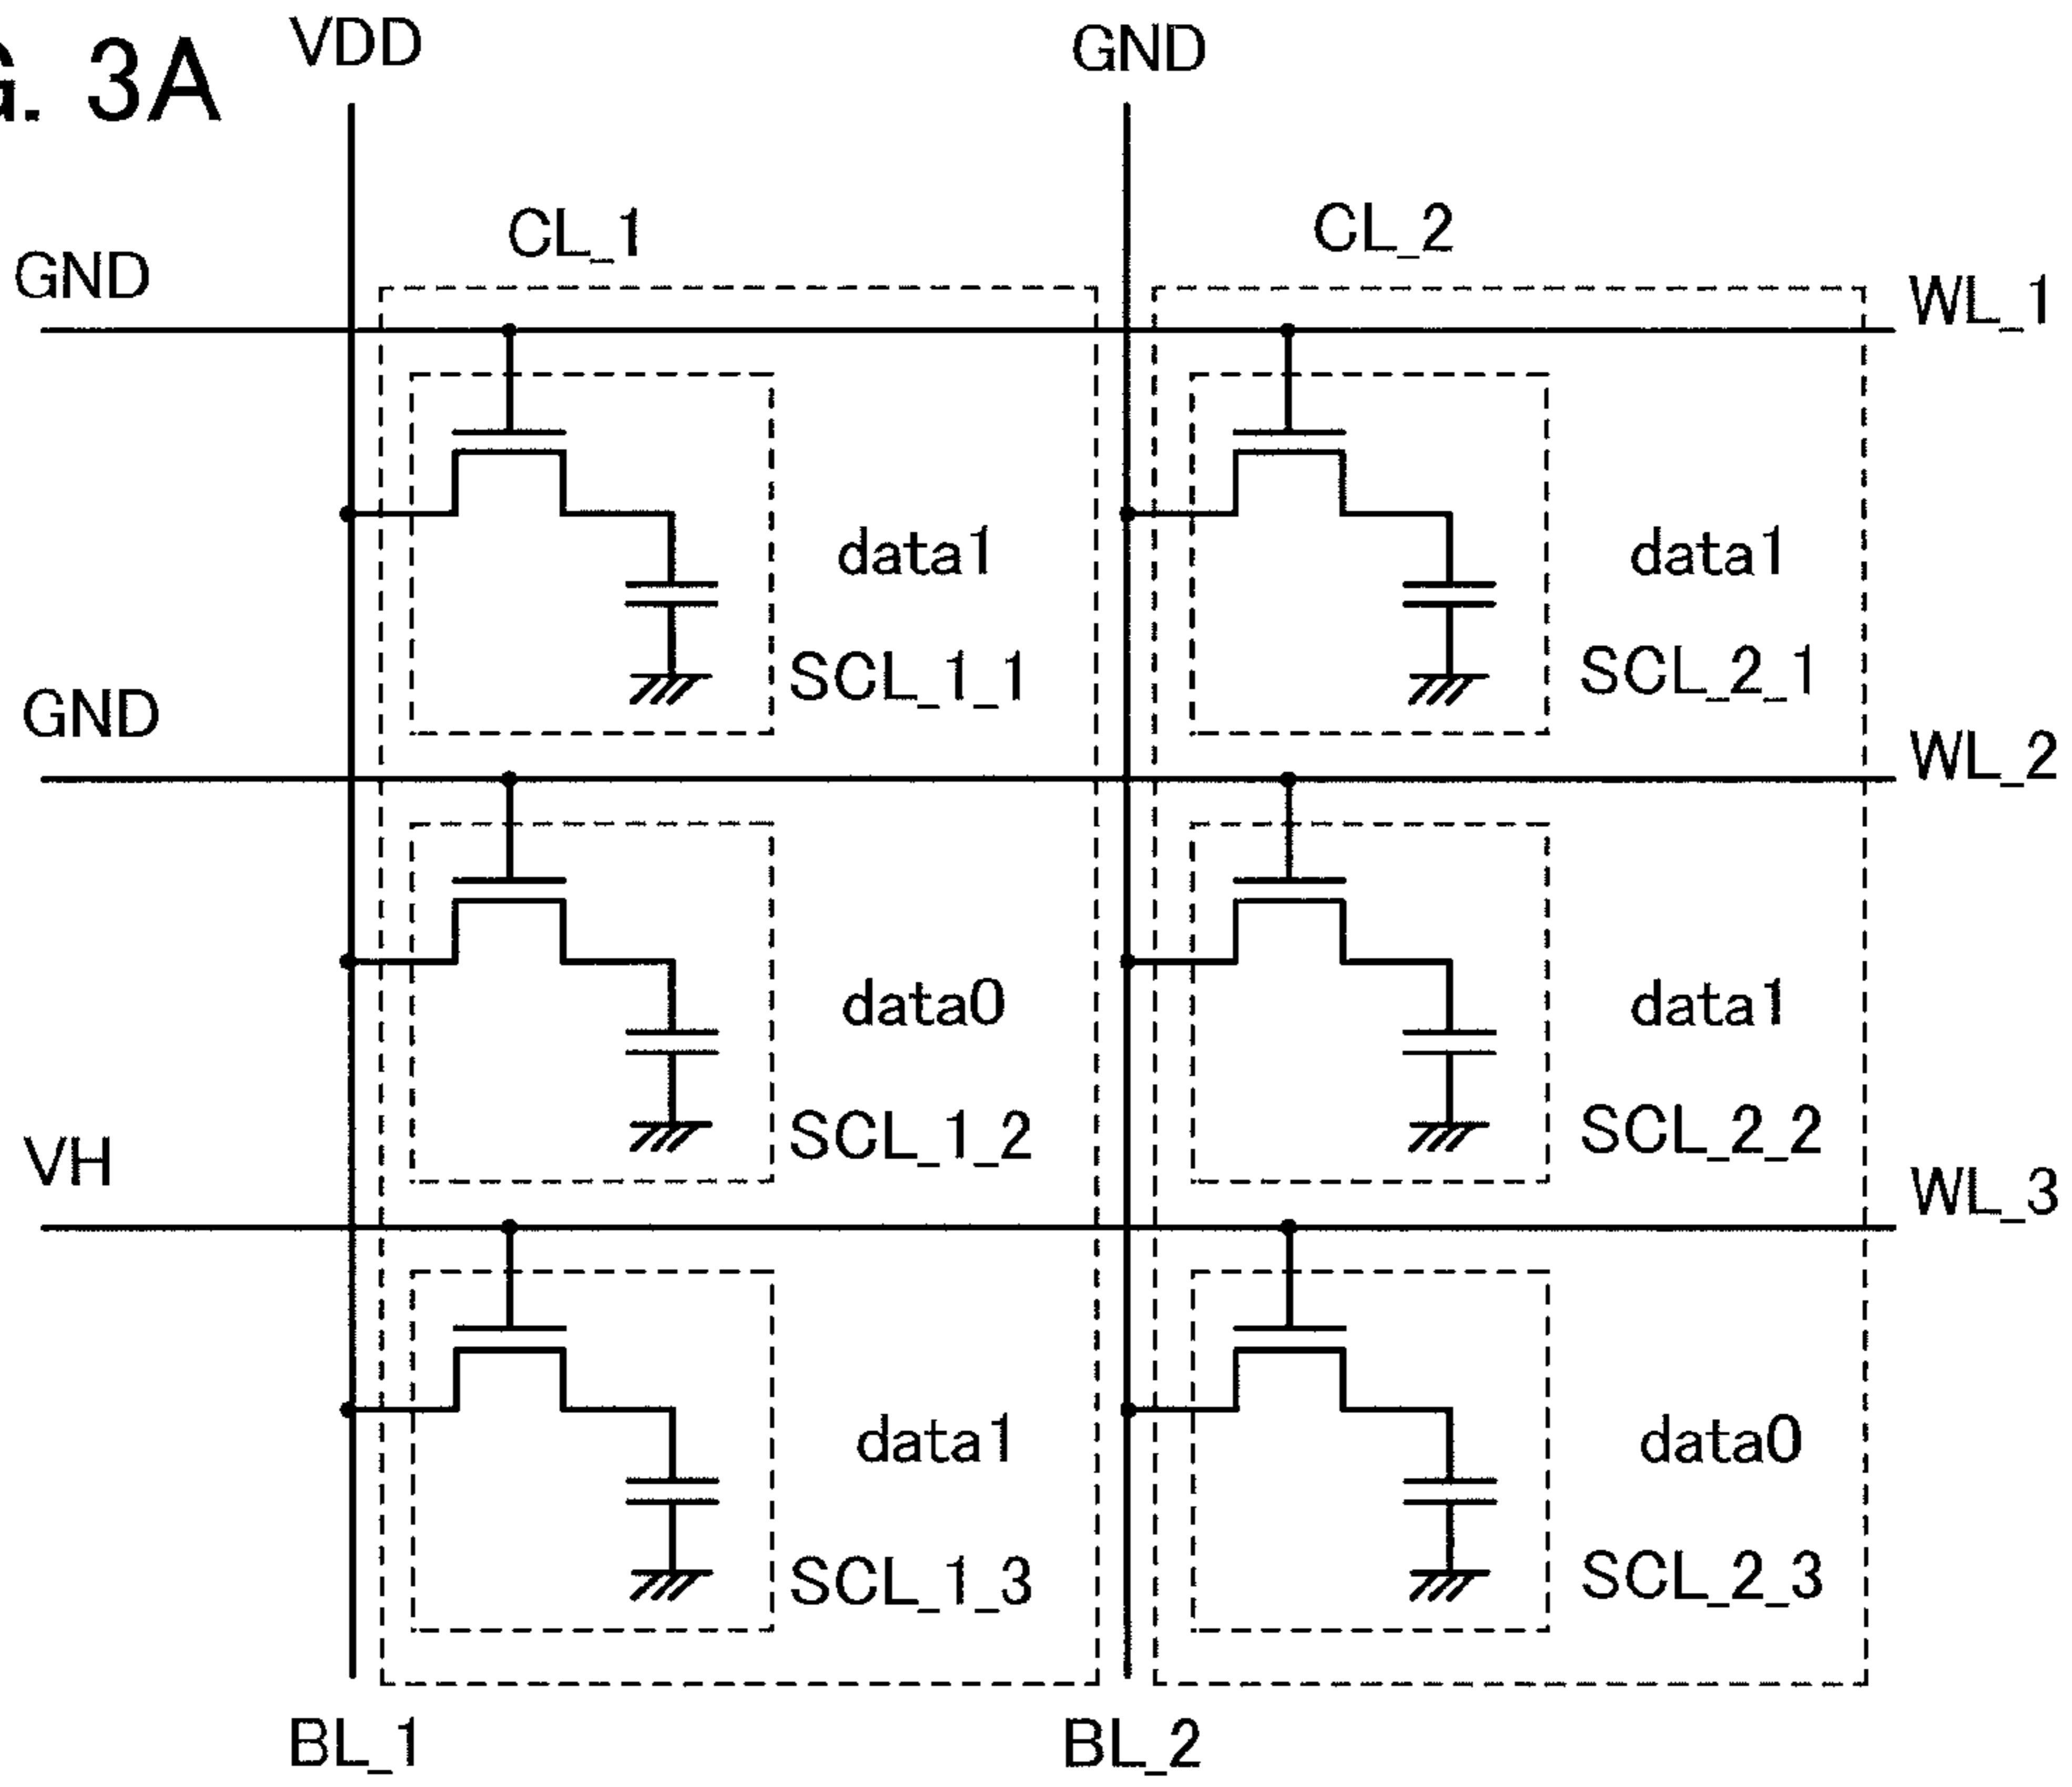 G. 3A
VDD
GND
CL_1
CL_2
GND
WL_1
data1
data1
SCL_1_1
SCL_2_1
GND
WL_2
data0
data1
SCL_1_2
SCL_2_2
VH
WL_3
data1
data0
SCL_1_3
SCL_2_3
BL_1
BL_2